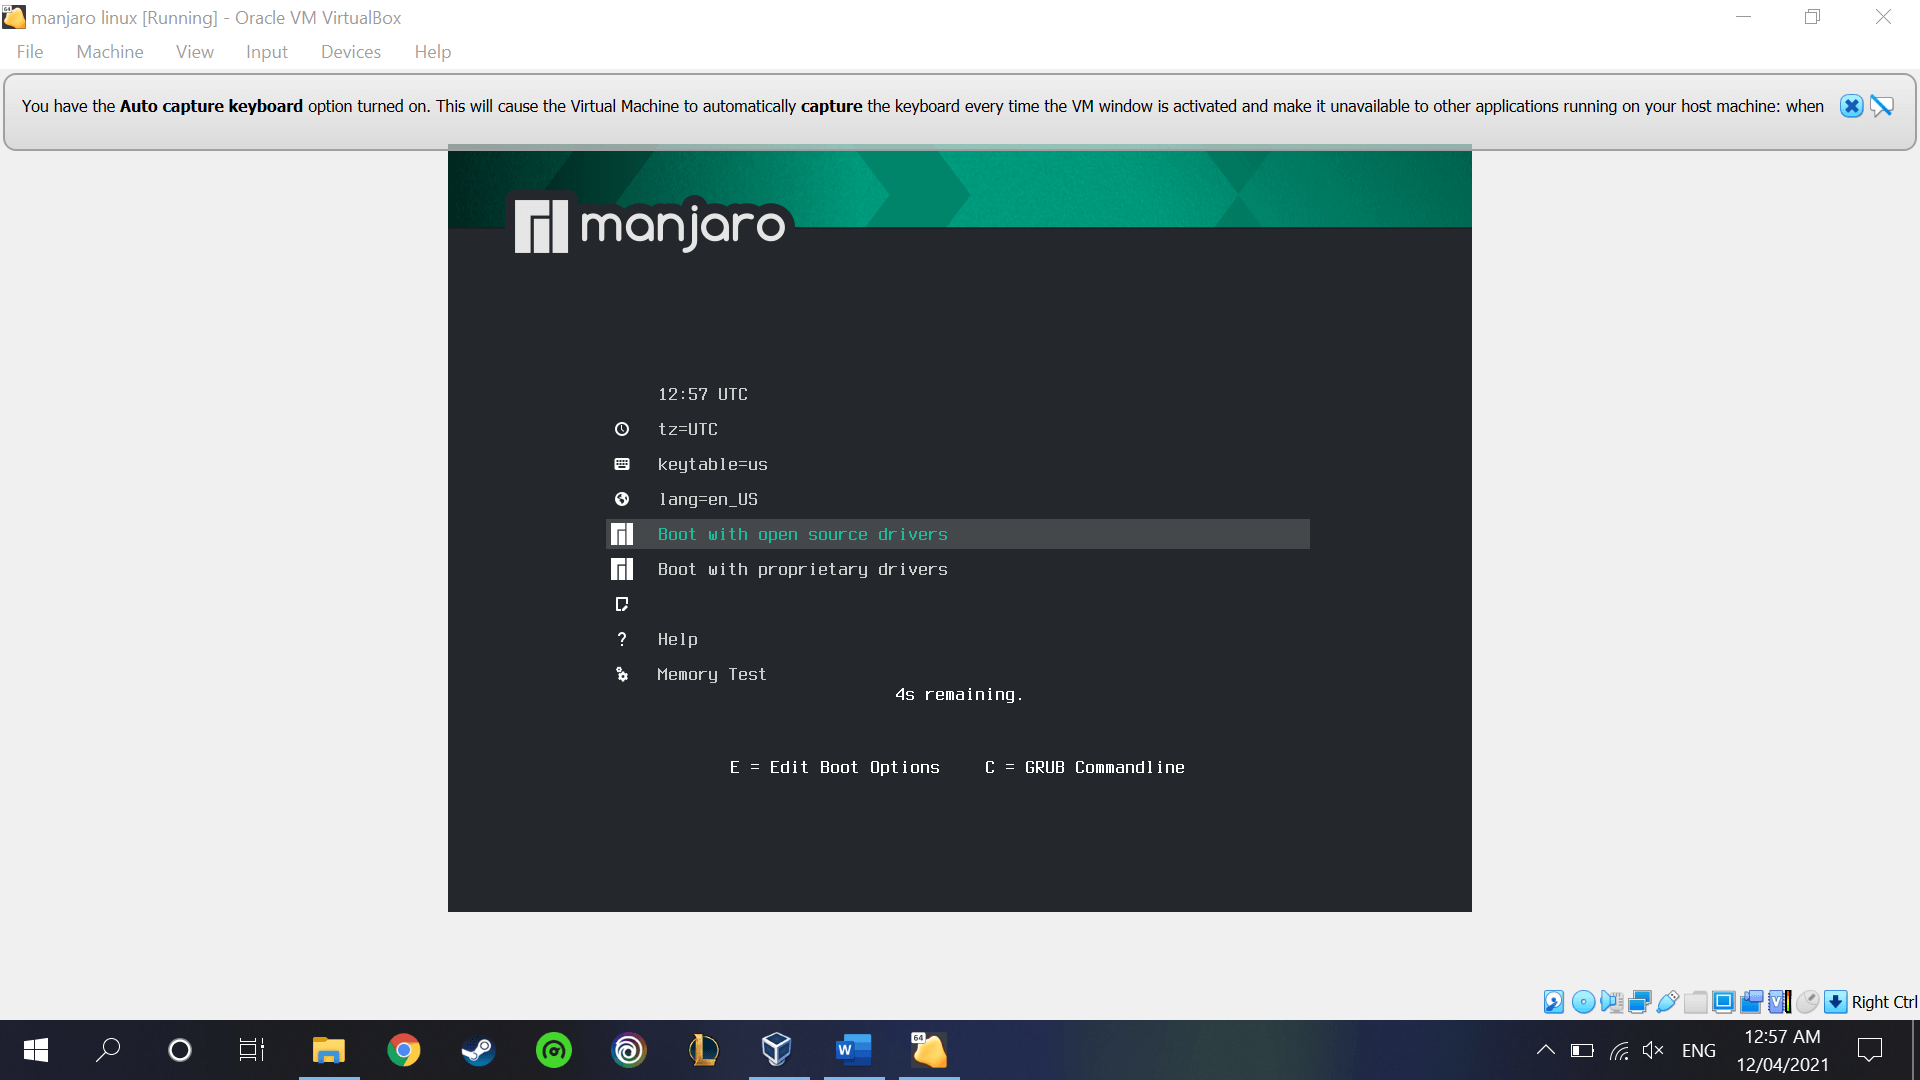 manjaro linux [Running] - Oracle VM VirtualBox
File Machine View Input Devices Help
You have the Auto capture keyboard option turned on. This will cause the Virtual Machine to automatically capture the keyboard every time the VM window is activated and make it unavailable to other applications running on your host machine: when
manjaro
12:57 UTC
tz=UTC
keytable=us
lang=en_US
Boot with open source drivers
Boot with proprietary drivers
? Help
Memory Test
4s remaining.
E = Edit Boot Options C = GRUB Commandline
Right Ctrl
W
64
ENG
12:57 AM
12/04/2021